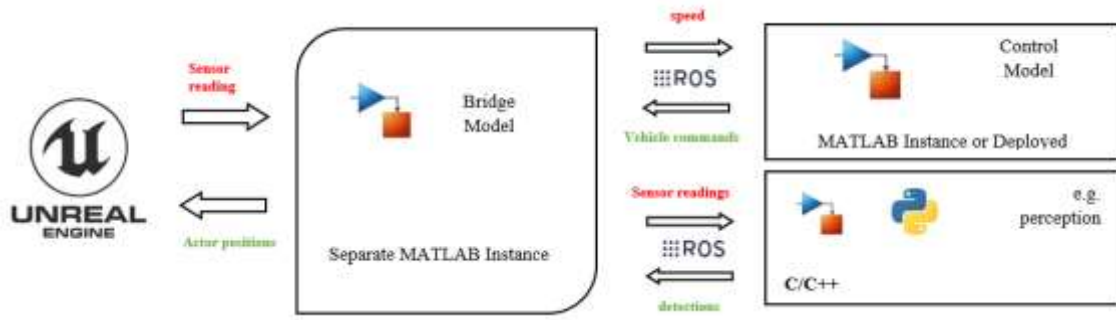 UNREAL
ENGINE
Sensor
reading
Actor positions
Bridge
Model
Separate MATLAB Instance
speed
ROS
Vehicle commands
Sensor readings
ROS
detections
Control
Model
MATLAB Instance or Deployed
e.g.
perception
C/C++